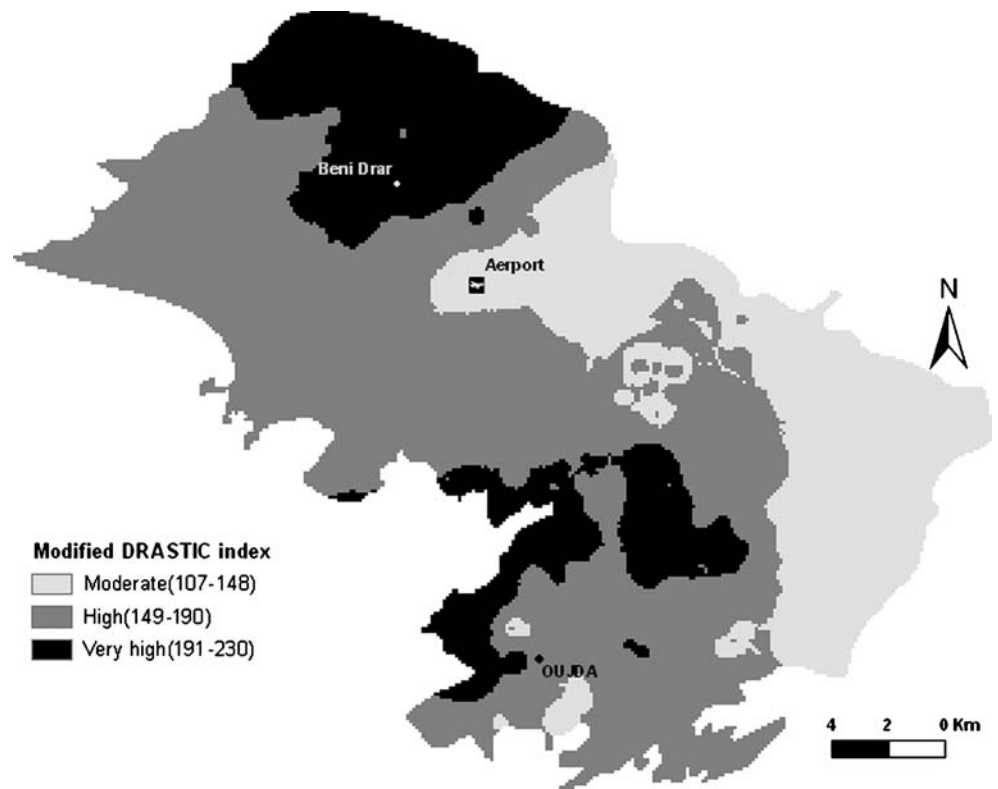 Beni Drar
Aerport
N
Modified DRASTIC index
Moderate(107-148)
High(149-190)
Very high(191-230)
OUJDA
4 2 0 Km